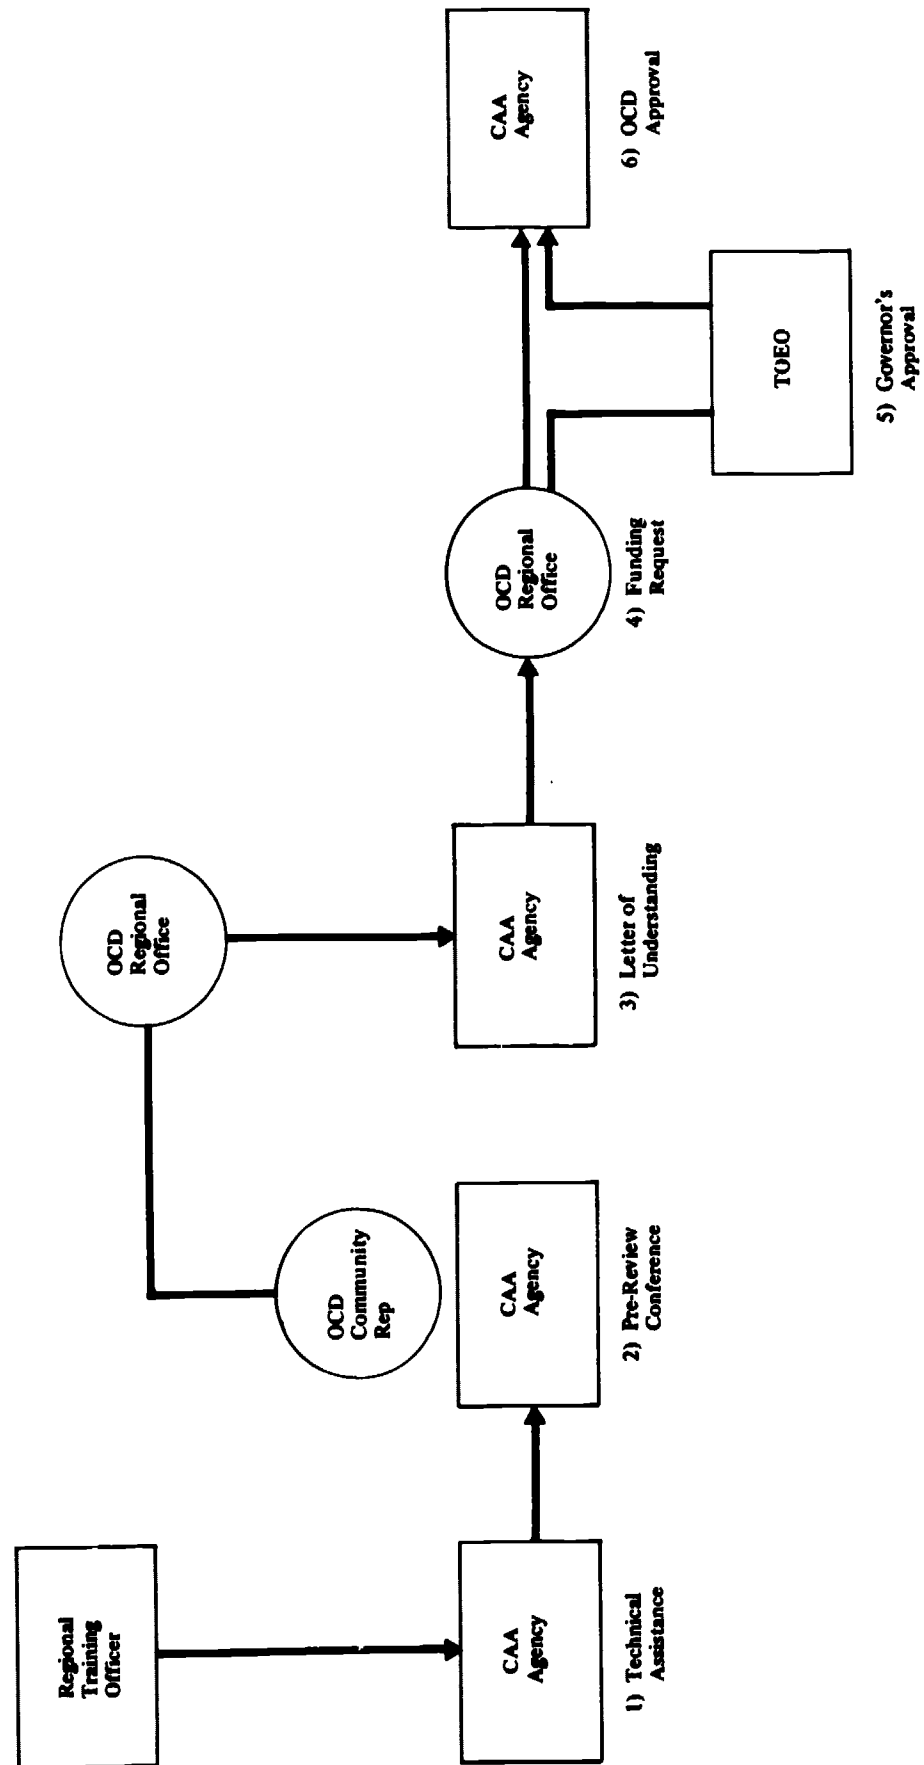 Regional
Training
Officer
CAA
Agency
1) Technical
Assistance
OCD
Community
Rep
CAA
Agency
2) Pre-Review
Conference
OCD
Regional
Office
CAA
Agency
3) Letter of
Understanding
OCD
Regional
Office
4) Funding
Request
TOEO
5) Governor's
Approval
CAA
Agency
6) OCD
Approval